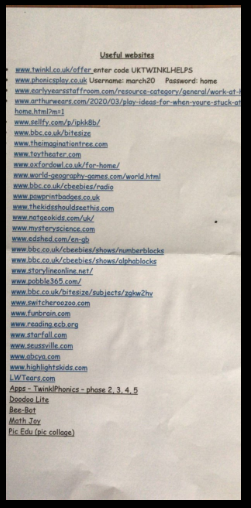 Useful websites
www.twinkl.co.uk/offer enter code UKTWINKLHELPS
www.phonicsplay.co.uk Username: march20 Password: home
www.earlyyearsstaffroom.com/resource-category/general/work-at-h
www.arthurwears.com/2020/03/play-ideas-for-when-youre-stuck-at
home.html?m=1
www.sellfy.com/p/ipkk8b/
www.bbc.co.uk/bitesize
www.theimaginationtree.com
www.toytheater.com
www.oxfordowl.co.uk/for-home/
www.world-geography-games.com/world.html
www.bbc.co.uk/cbeebies/radio
www.pawprintbadges.co.uk
www.thekidsshouldseethis.com
www.natgeokids.com/uk/
www.mysteryscience.com
www.edshed.com/en-gb
www.bbc.co.uk/cbeebies/shows/numberblocks
www.bbc.co.uk/cbeebies/shows/alphablocks
www.storylineonline.net/
www.pobble365.com/
www.bbc.co.uk/bitesize/subjects/zgkw2hv
www.switcheroozoo.com
www.funbrain.com
www.reading.ecb.org
www.starfall.com
www.seussville.com
www.abcya.com
www.highlightskids.com
LWTears.com
Apps - TwinklPhonics - phase 2, 3, 4, 5
Doodoo Lite
Bee-Bot
Math Joy
Pic Edu (pic collage)